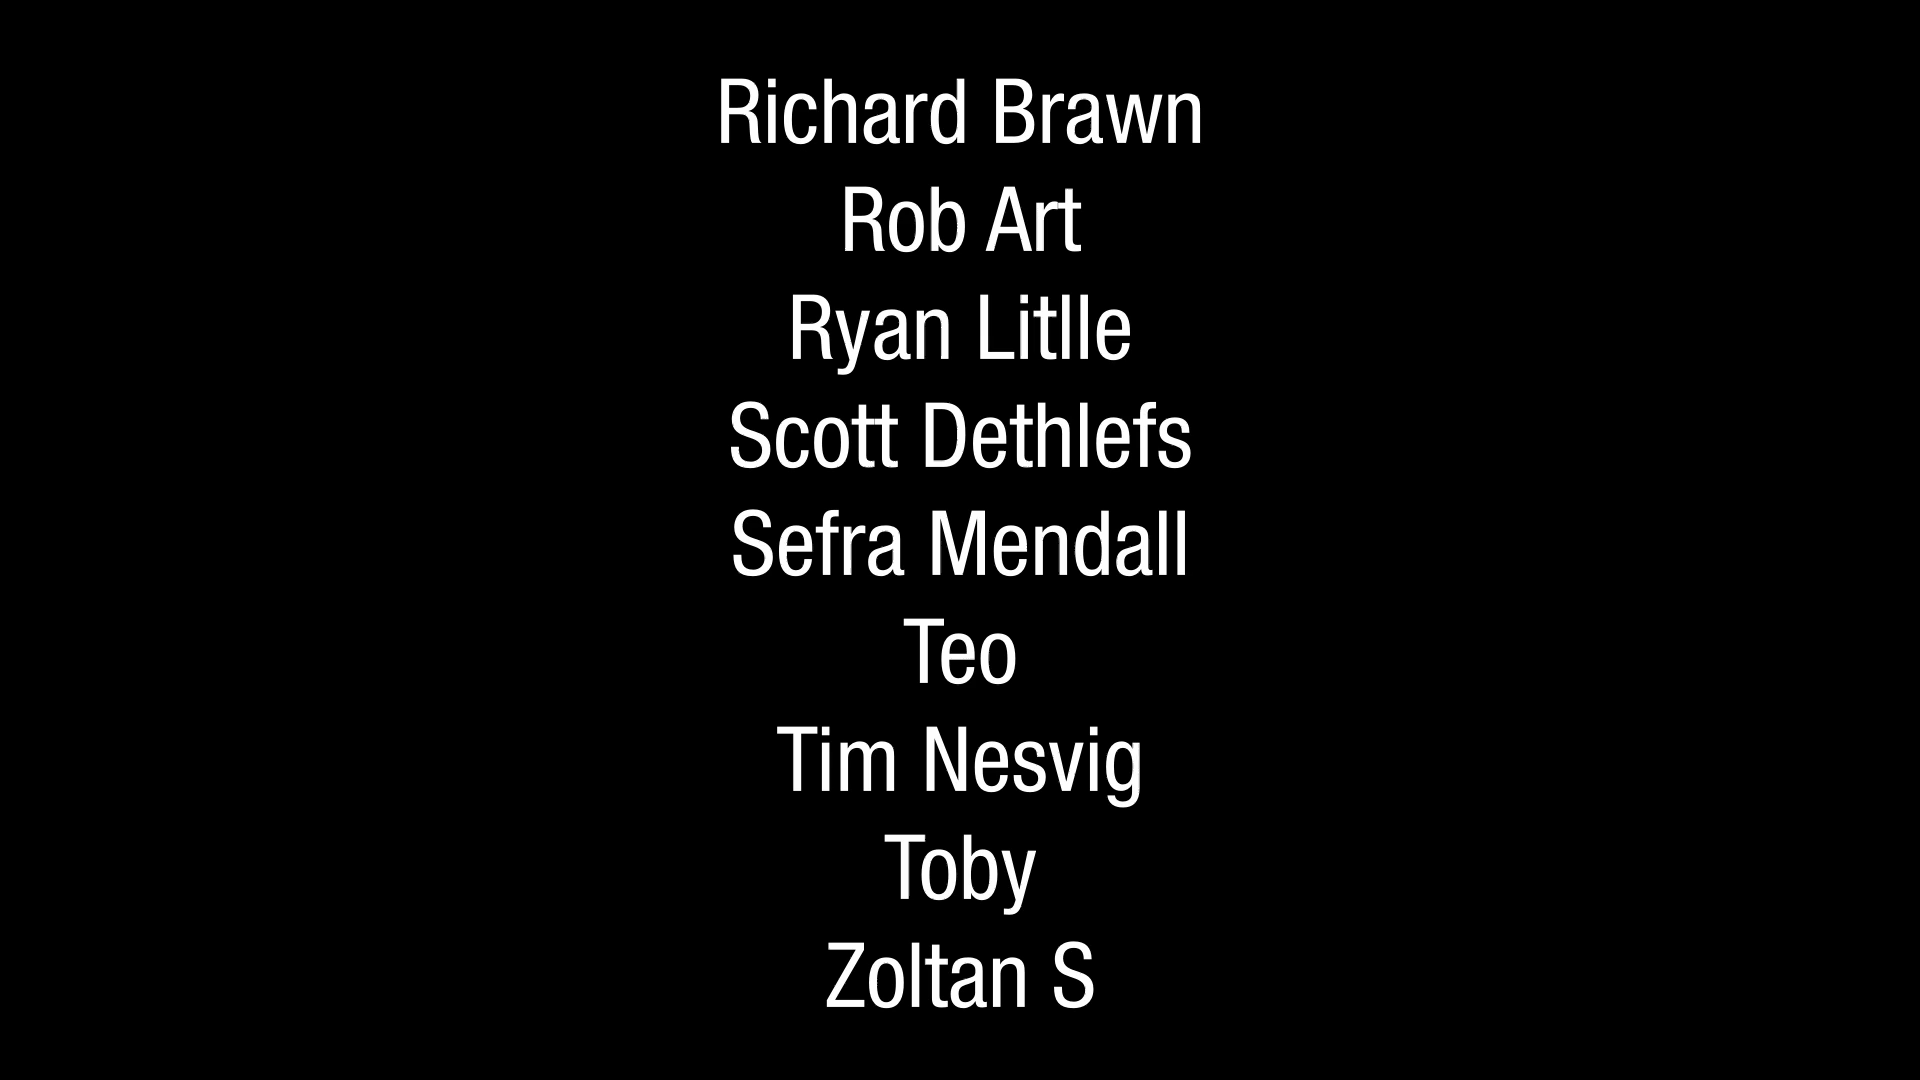 Richard Brawn
Rob Art
Ryan Litlle
Scott Dethlefs
Sefra Mendall
Teo
Tim Nesvig
Toby
Zoltan S